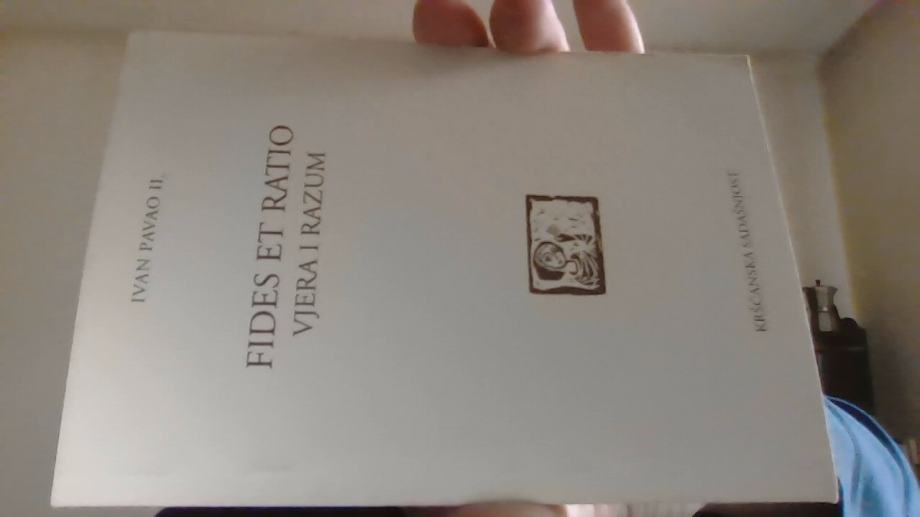 IVAN PAVAO II.
FIDES ET RATIO
VJERA I RAZUM
KRŠĆANSKA SADAŠNJOST